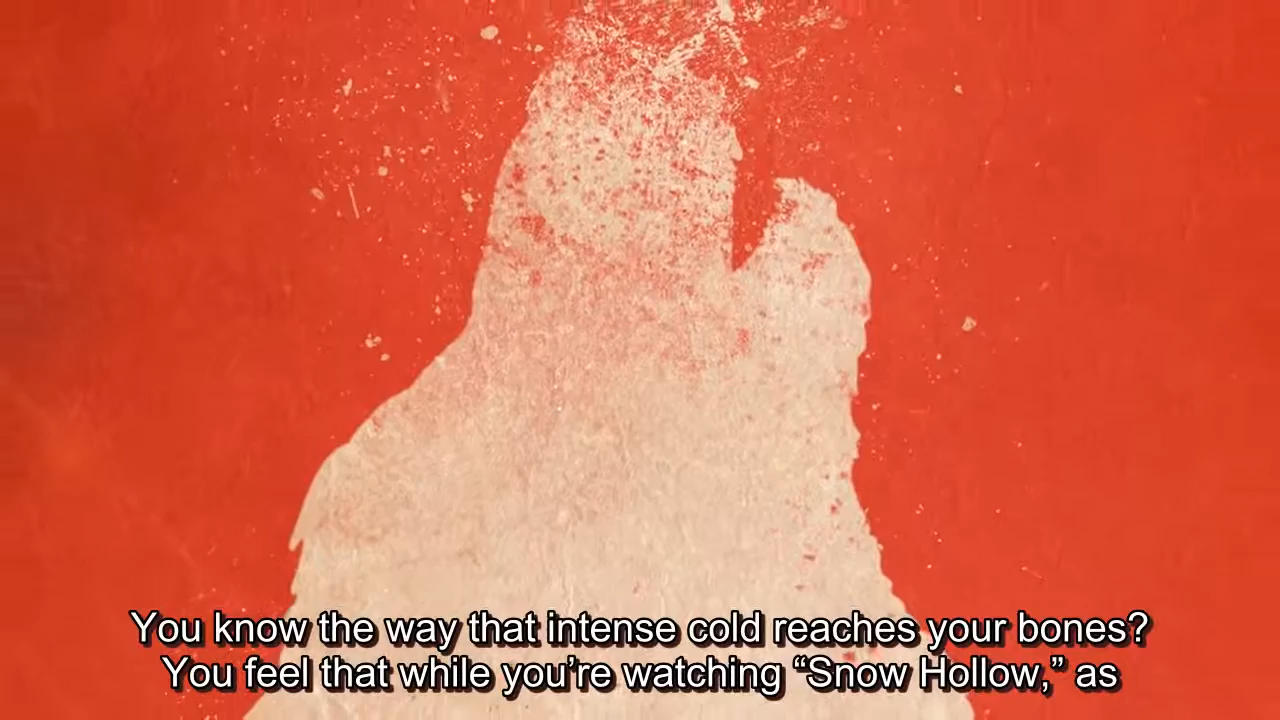 You know the way that intense cold reaches your bones?
You feel that while you’re watching “Snow Hollow,” as